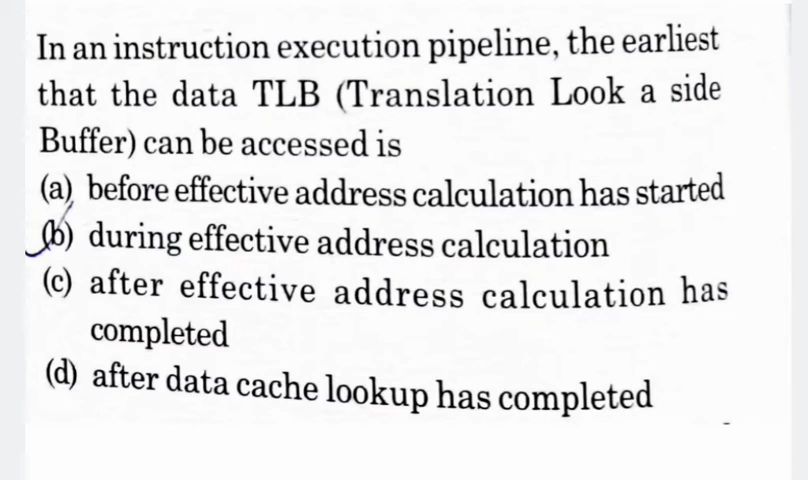 In an instruction execution pipeline, the earliest
that the data TLB (Translation Look a side
Buffer) can be accessed is
(a) before effective address calculation has started
(b) during effective address calculation
(c) after effective address calculation has
completed
(d) after data cache lookup has completed